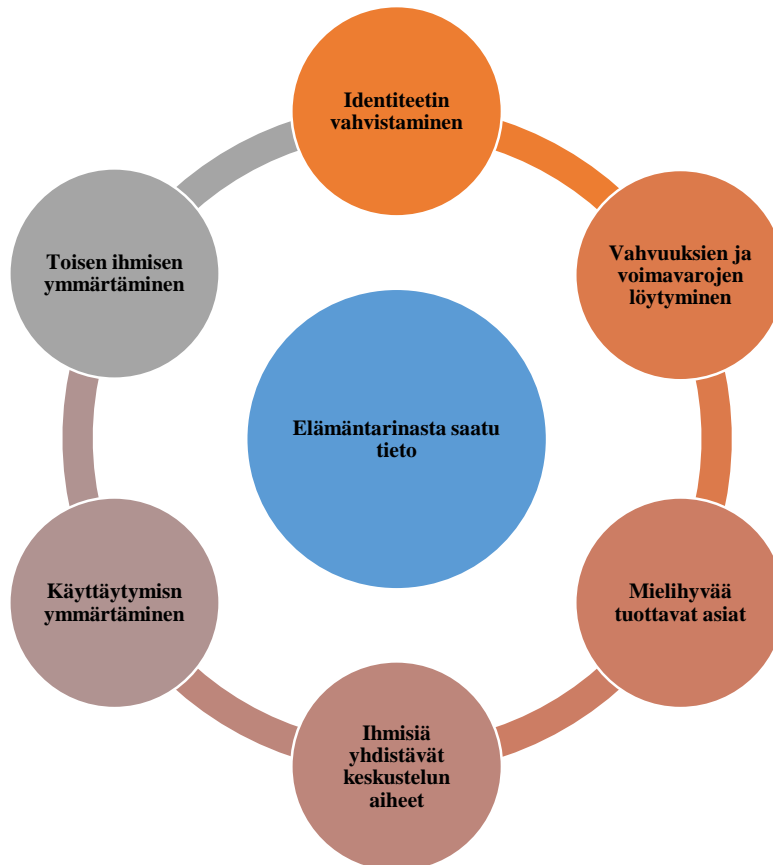 Identiteetin
vahvistaminen
Vahvuuksien ja
voimavarojen
löytyminen
Mielihyvää
tuottavat asiat
Ihmisiä
yhdistävät
keskustelun
aiheet
Käyttäytymisn
ymmärtäminen
Toisen ihmisen
ymmärtäminen
Elämäntarinasta saatu
tieto